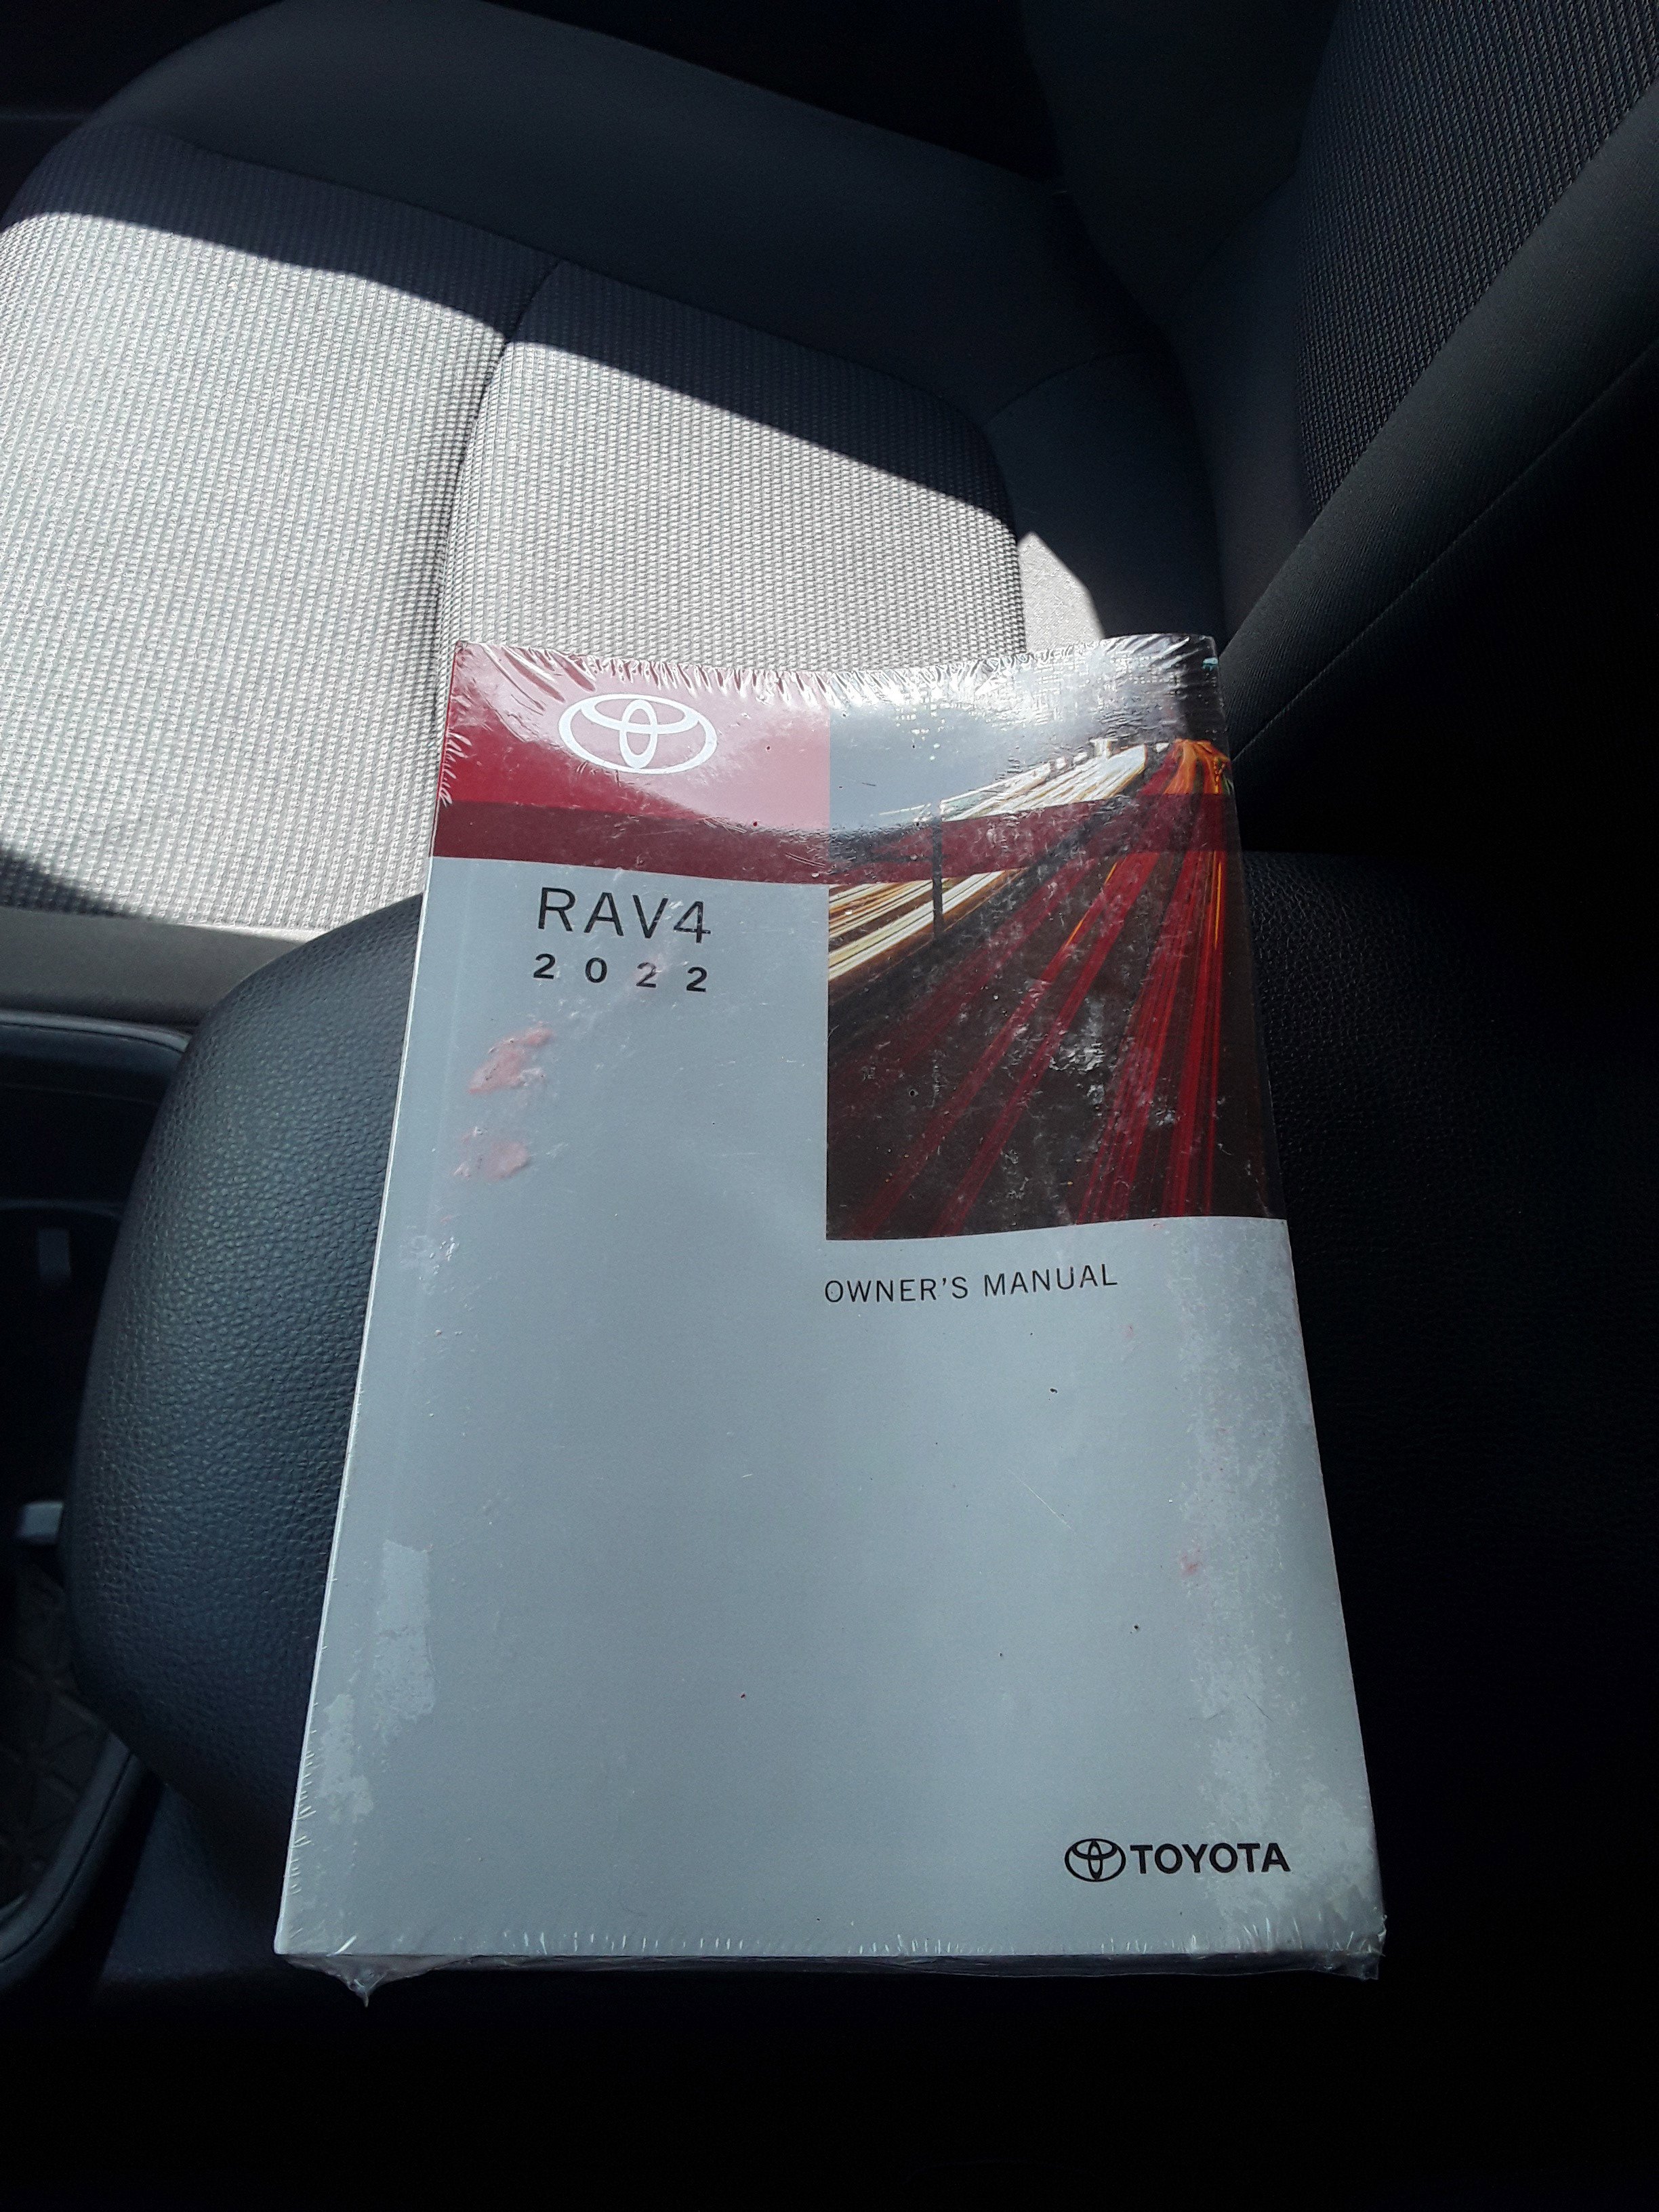 RAV4
2022
OWNER'S MANUAL
TOYOTA